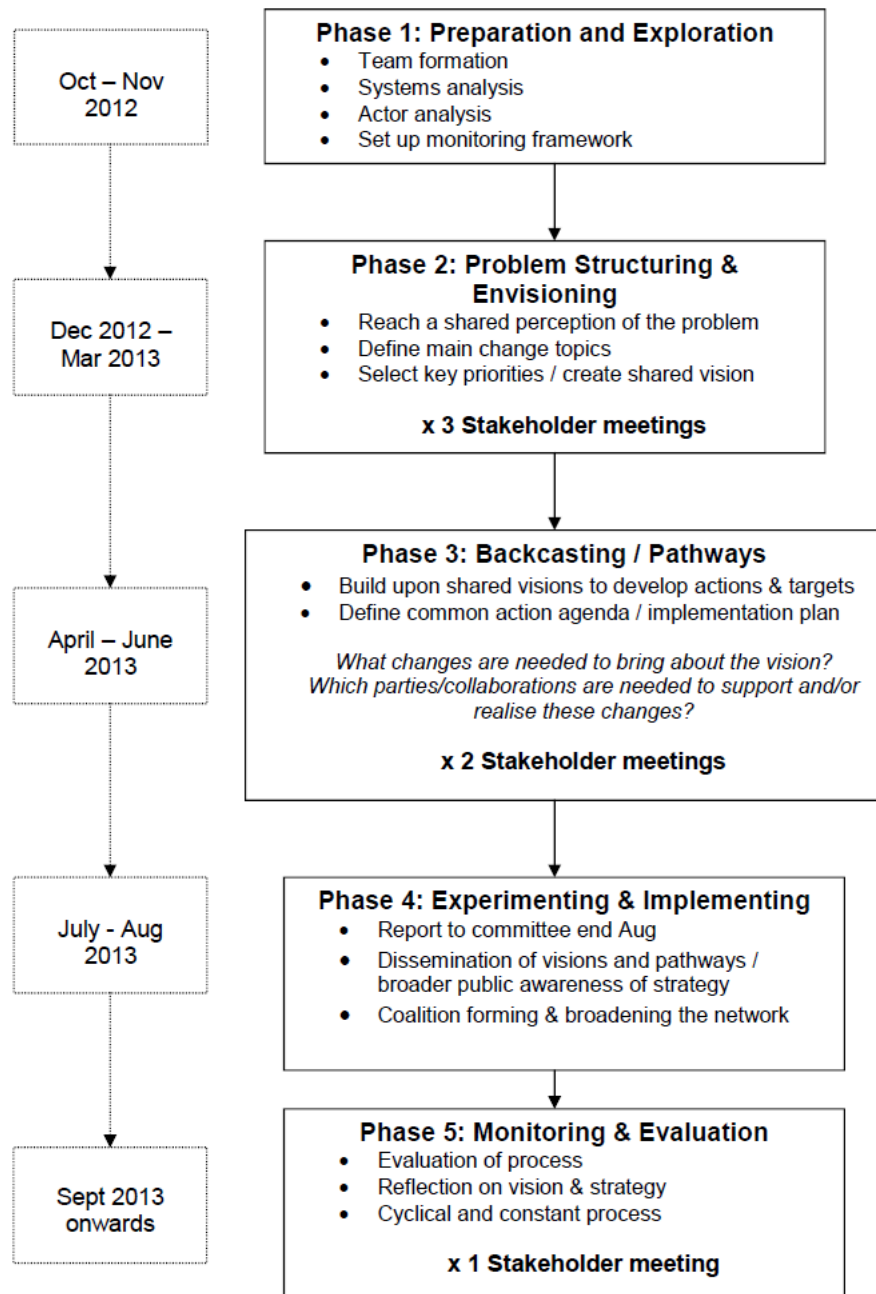 Oct – Nov
2012
Phase 1: Preparation and Exploration
• Team formation
• Systems analysis
• Actor analysis
• Set up monitoring framework
Dec 2012 –
Mar 2013
Phase 2: Problem Structuring &
Envisioning
• Reach a shared perception of the problem
• Define main change topics
• Select key priorities / create shared vision
x 3 Stakeholder meetings
April – June
2013
Phase 3: Backcasting / Pathways
• Build upon shared visions to develop actions & targets
• Define common action agenda / implementation plan
What changes are needed to bring about the vision?
Which parties/collaborations are needed to support and/or
realise these changes?
x 2 Stakeholder meetings
July - Aug
2013
Phase 4: Experimenting & Implementing
• Report to committee end Aug
• Dissemination of visions and pathways /
broader public awareness of strategy
• Coalition forming & broadening the network
Sept 2013
onwards
Phase 5: Monitoring & Evaluation
• Evaluation of process
• Reflection on vision & strategy
• Cyclical and constant process
x 1 Stakeholder meeting